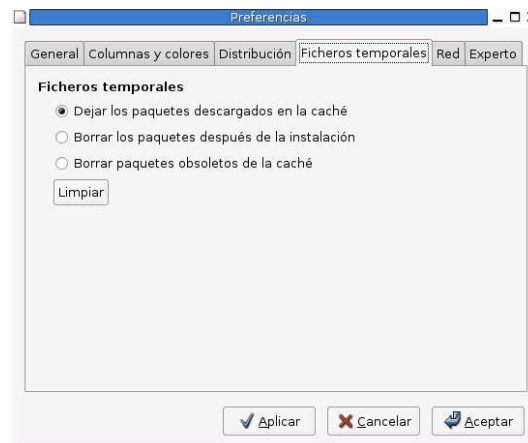 Preferencias
General Columnas y colores Distribución Ficheros temporales Red Experto
Ficheros temporales
Dejar los paquetes descargados en la caché
Borrar los paquetes después de la instalación
Borrar paquetes obsoletos de la caché
Limpiar
Aplicar Cancelar Aceptar